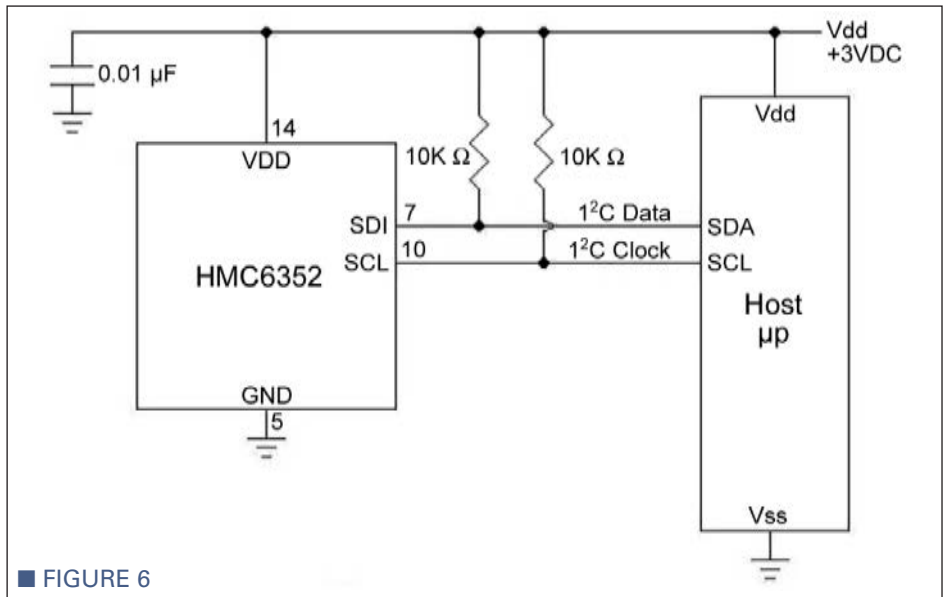 Vdd
+3VDC
0.01 µF
14
VDD
10K Ω
10K Ω
Vdd
SDI
7
1²C Data
SDA
SCL
10
1²C Clock
SCL
HMC6352
Host
µp
GND
5
Vss
FIGURE 6